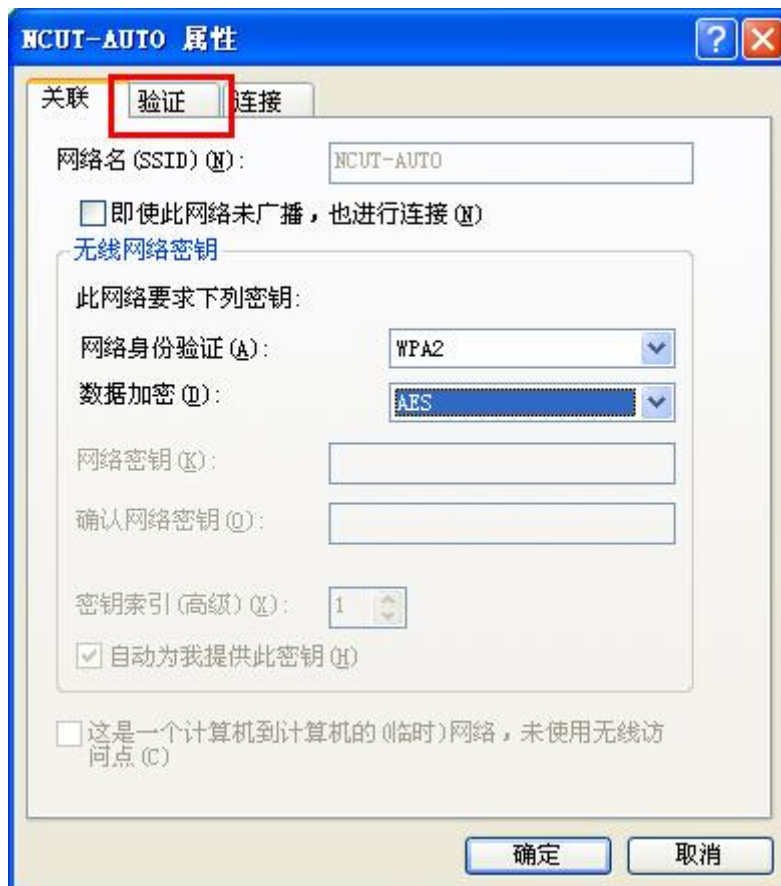 NCUT-AUTO 属性
关联 验证 连接
网络名(SSID)(N): NCUT-AUTO
即使此网络未广播，也进行连接(N)
无线网络密钥
此网络要求下列密钥:
网络身份验证(A): WPA2
数据加密(D): AES
网络密钥(K):
确认网络密钥(O):
密钥索引(高级)(X): 1
自动为我提供此密钥(H)
这是一个计算机到计算机的(临时)网络，未使用无线访
问点(C)
确定 取消